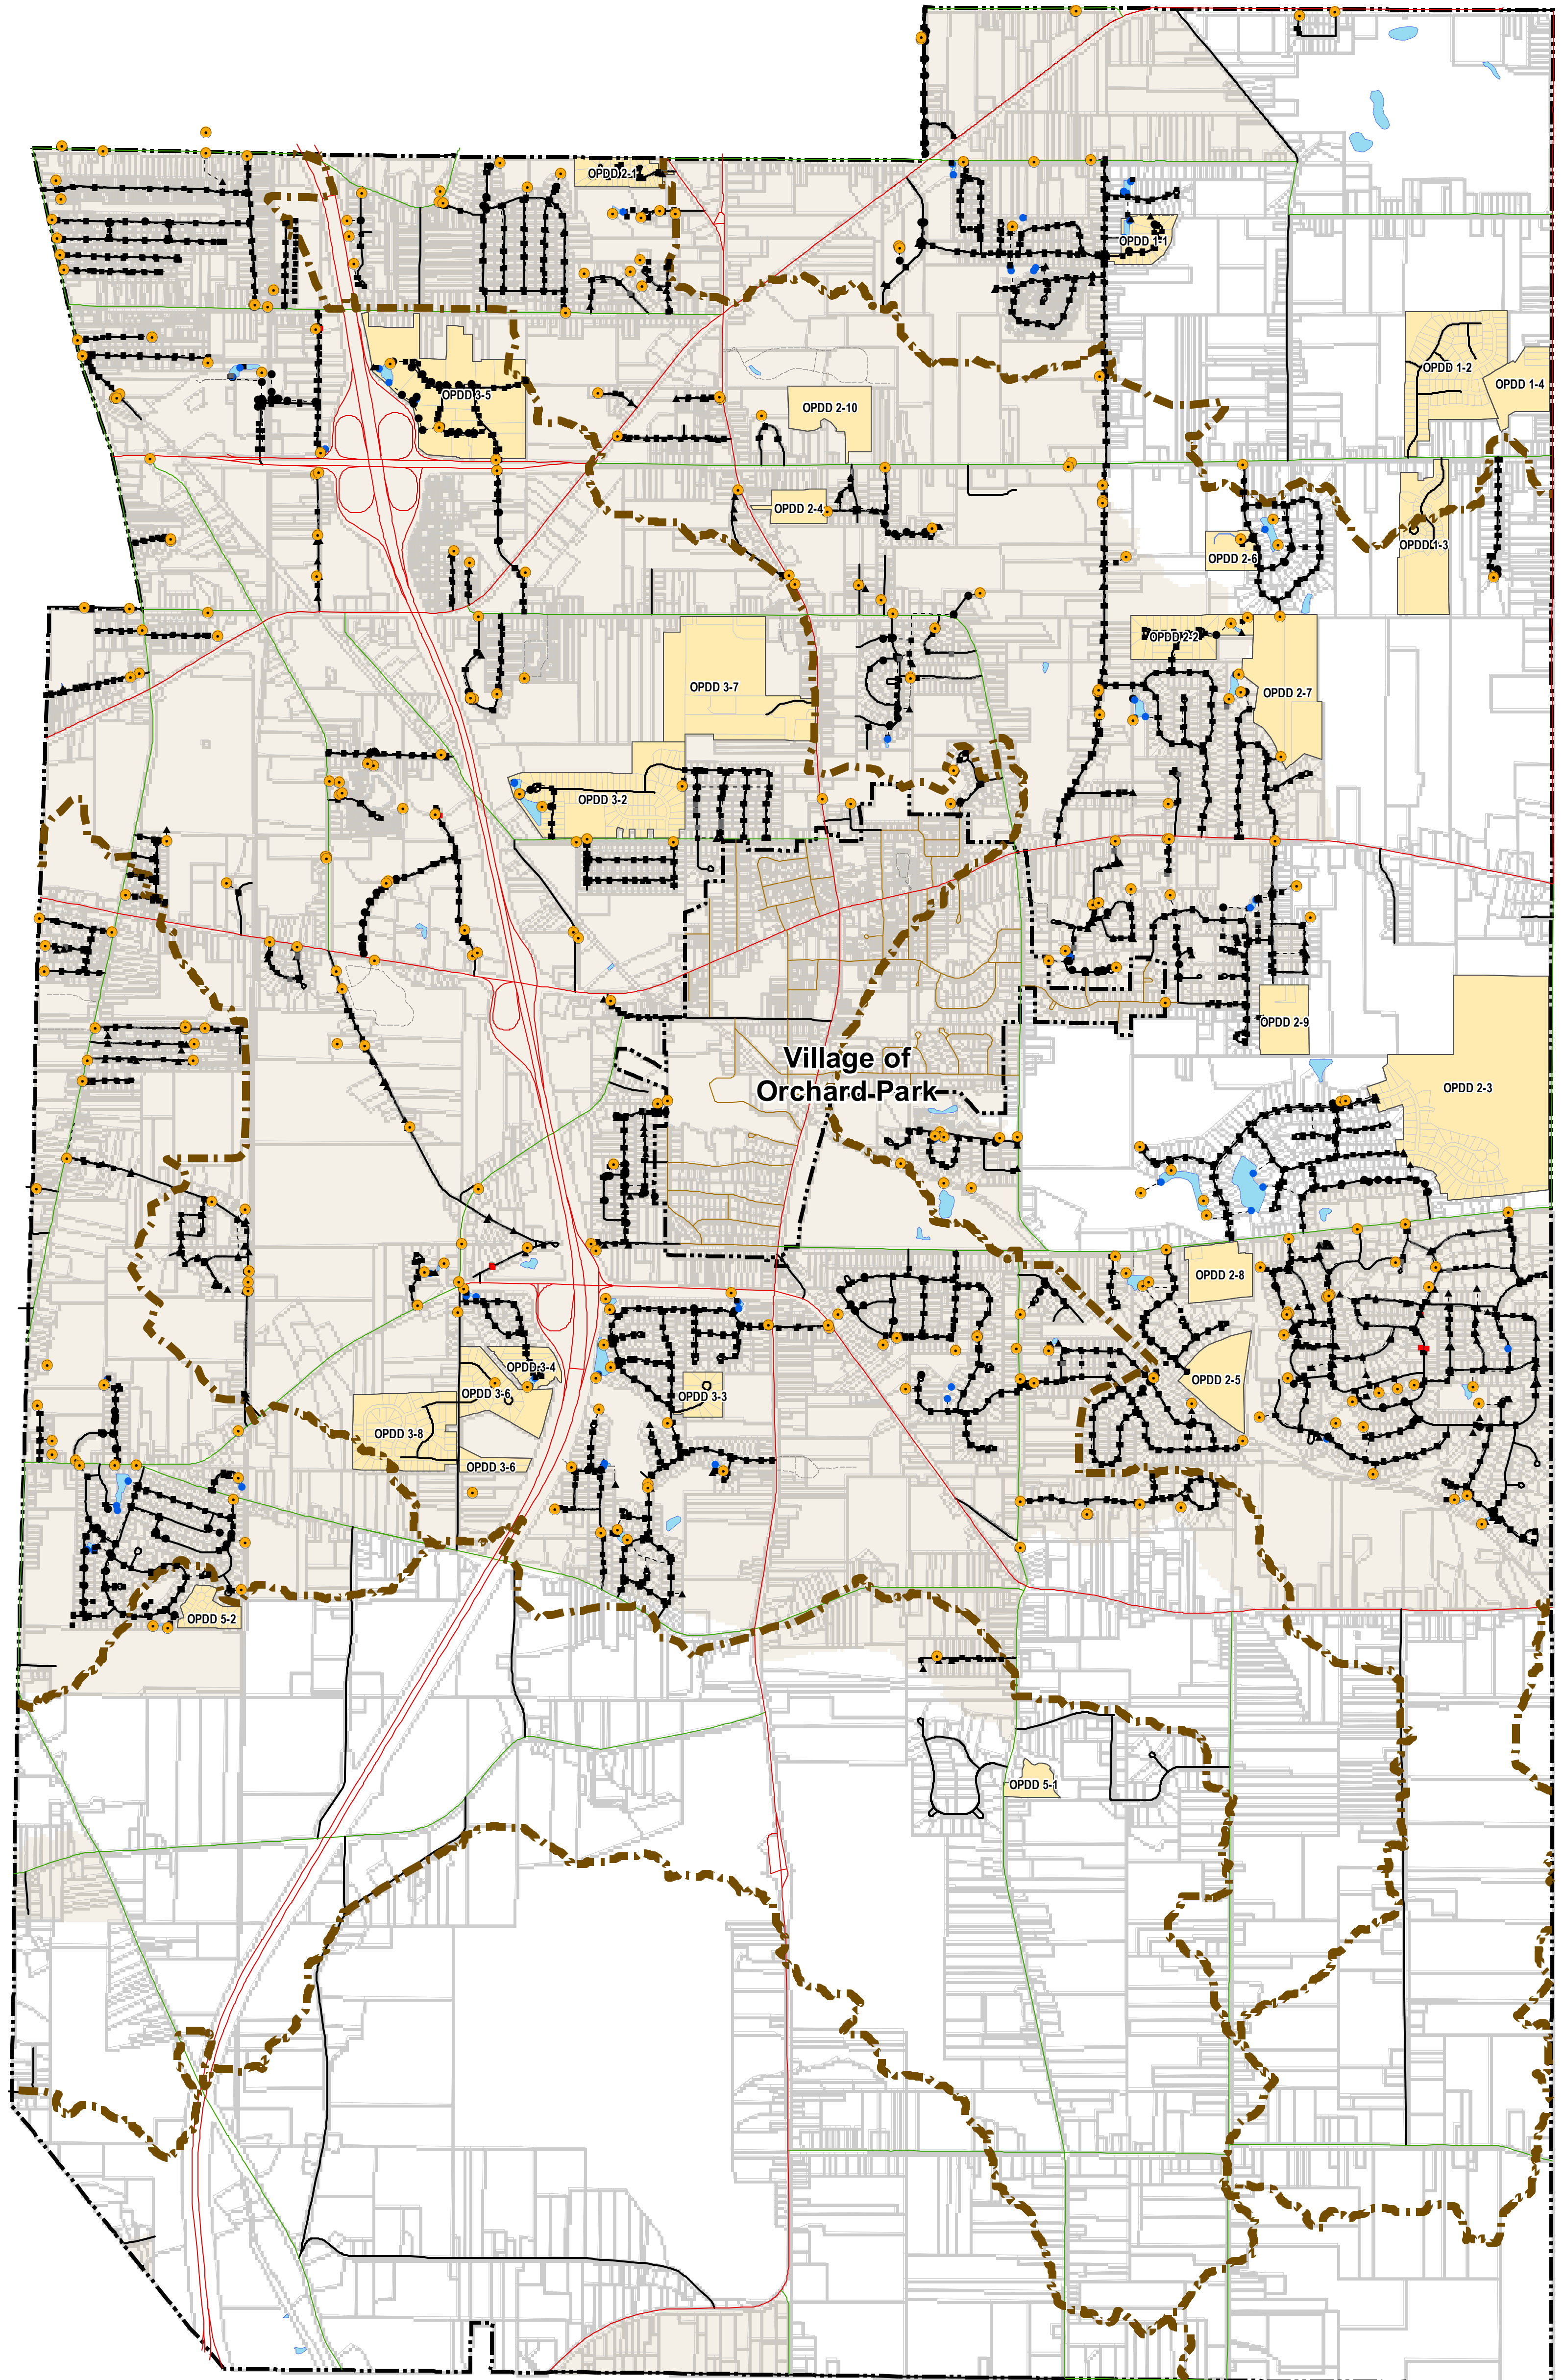 OPDD 2-1
OPDD 1-1
OPDD 1-2
OPDD 1-4
OPDD 3-5
OPDD 2-10
OPDD 2-4
OPDD 1-3
OPDD 2-6
OPDD 2-2
OPDD 3-7
OPDD 2-7
OPDD 3-2
OPDD 2-9
Village of
Orchard Park
OPDD 2-3
OPDD 2-8
OPDD 3-4
OPDD 3-6
OPDD 3-3
OPDD 2-5
OPDD 3-8
OPDD 3-6
OPDD 5-2
OPDD 5-1